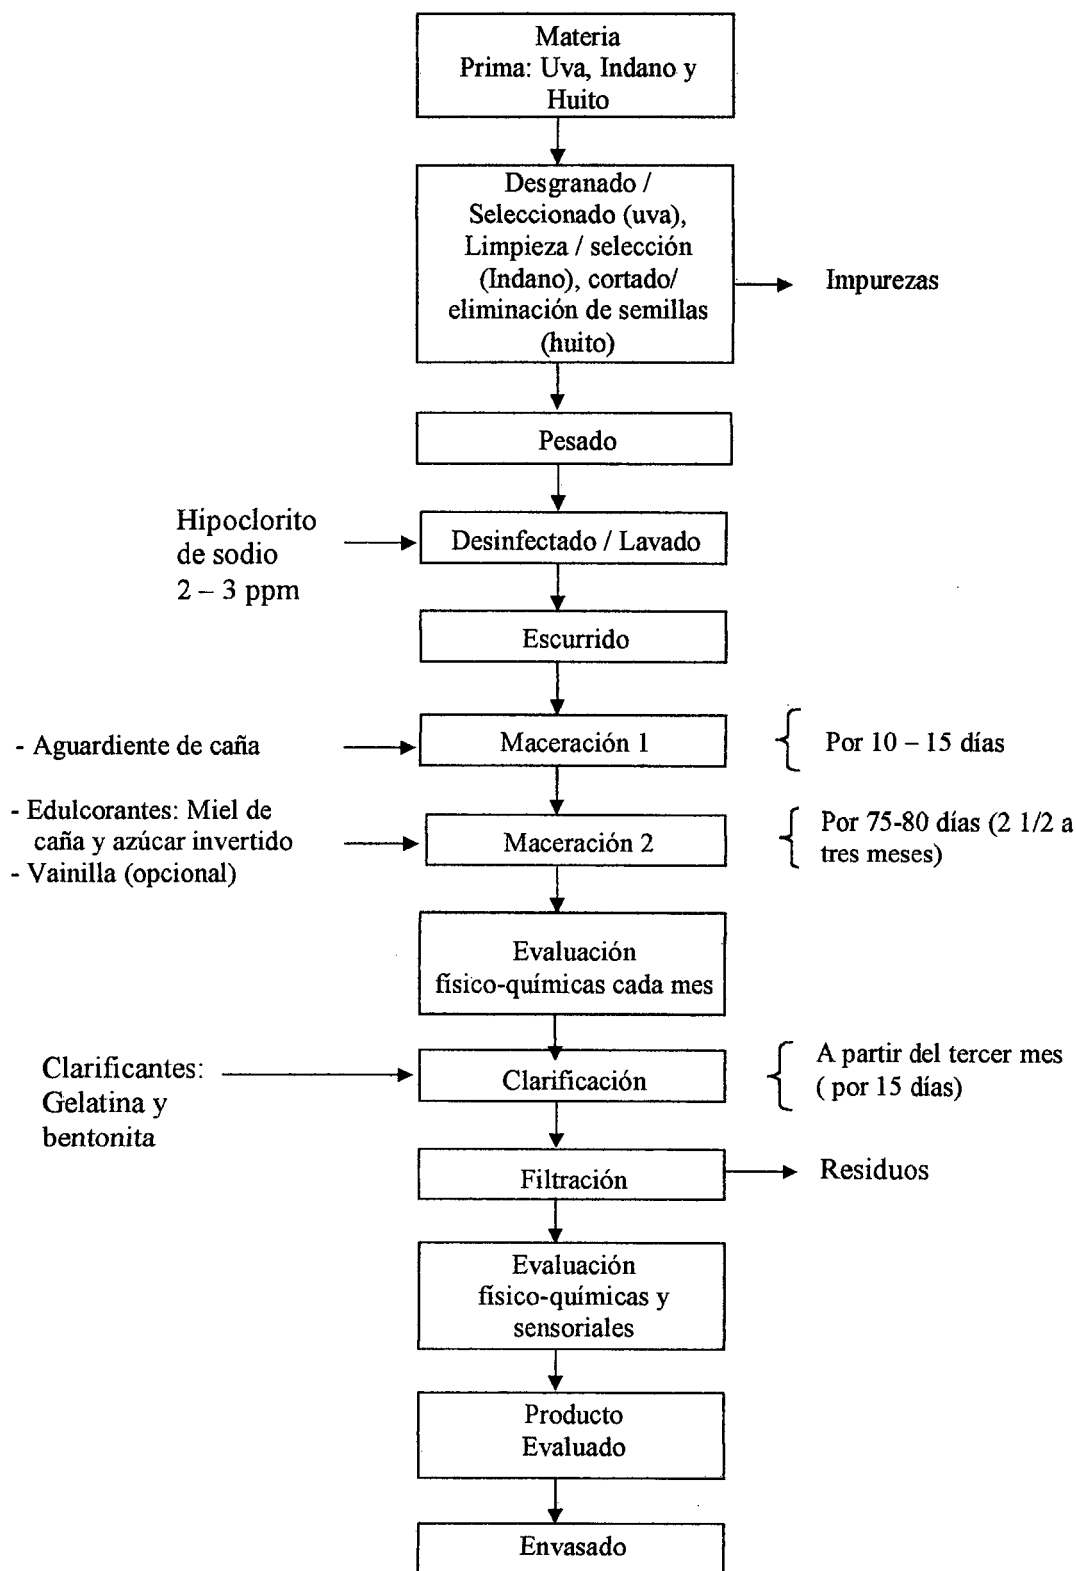 Materia
Prima: Uva, Indano y
Huito
Desgranado /
Seleccionado (uva),
Limpieza / selección
(Indano), cortado/
eliminación de semillas
(huito)
Impurezas
Pesado
Hipoclorito
de sodio
2 – 3 ppm
Desinfectado / Lavado
Escurrido
- Aguardiente de caña
Maceración 1
Por 10 – 15 días
- Edulcorantes: Miel de
caña y azúcar invertido
- Vainilla (opcional)
Maceración 2
Por 75-80 días (2 1/2 a
tres meses)
Evaluación
físico-químicas cada mes
Clarificantes:
Gelatina y
bentonita
Clarificación
A partir del tercer mes
( por 15 días)
Filtración
Residuos
Evaluación
físico-químicas y
sensoriales
Producto
Evaluado
Envasado